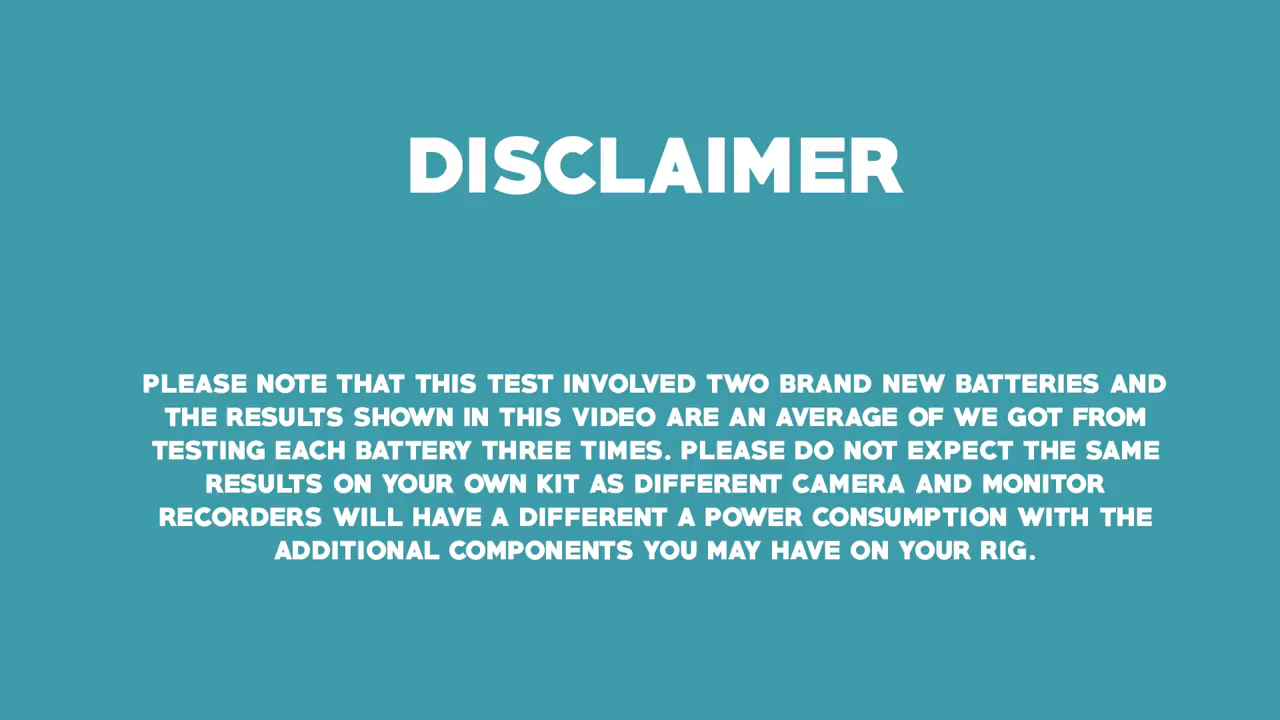 DISCLAIMER
PLEASE NOTE THAT THIS TEST INVOLVED TWO BRAND NEW BATTERIES AND
THE RESULTS SHOWN IN THIS VIDEO ARE AN AVERAGE OF WE GOT FROM
TESTING EACH BATTERY THREE TIMES. PLEASE DO NOT EXPECT THE SAME
RESULTS ON YOUR OWN KIT AS DIFFERENT CAMERA AND MONITOR
RECORDERS WILL HAVE A DIFFERENT A POWER CONSUMPTION WITH THE
ADDITIONAL COMPONENTS YOU MAY HAVE ON YOUR RIG.